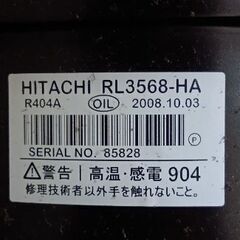 HITACHI RL3568-HA
R404A OIL 2008.10.03
P
SERIAL NO. 85828
⚠警告 高温・感電 904
修理技術者以外手を触れないこと。